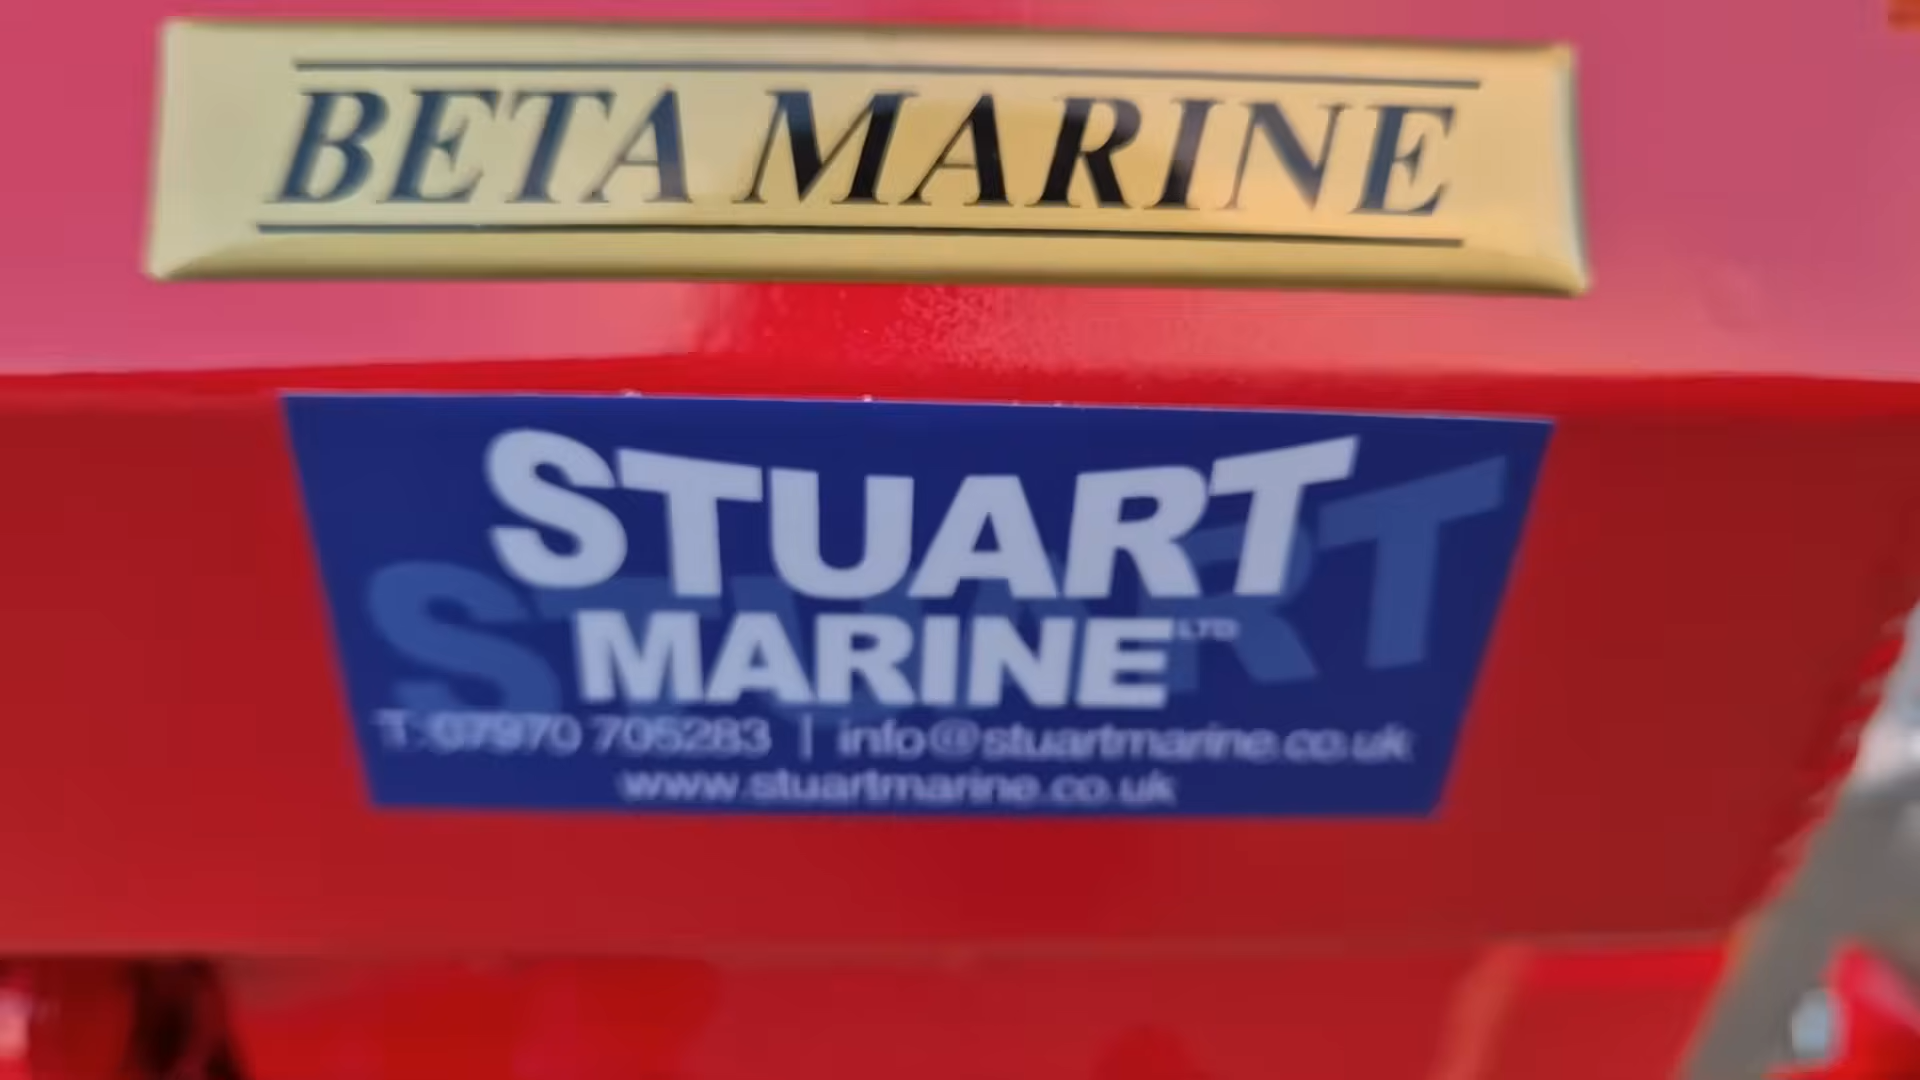 BETA MARINE
STUART
MARINE LTD
T: 07970 705283 | info@stuartmarine.co.uk
www.stuartmarine.co.uk